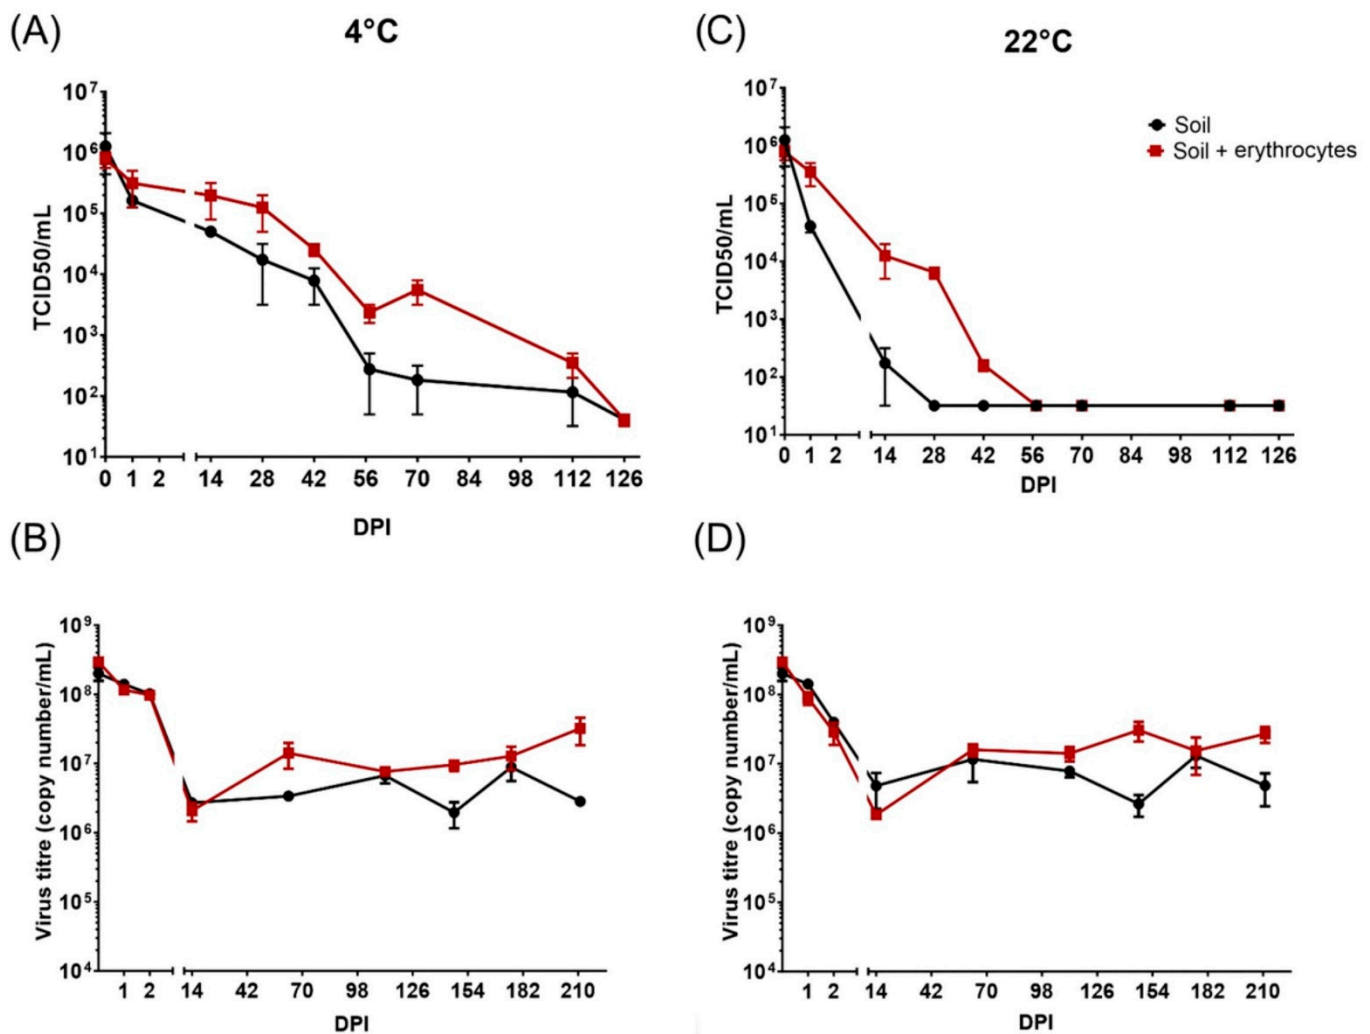 (A)
4°C
10⁷
10⁶
10⁵
10⁴
10³
10²
10¹
TCID50/mL
0 1 2 14 28 42 56 70 84 98 112 126
DPI
(C)
22°C
10⁷
10⁶
10⁵
10⁴
10³
10²
10¹
TCID50/mL
0 1 2 14 28 42 56 70 84 98 112 126
DPI
Soil
Soil + erythrocytes
(B)
10⁹
10⁸
10⁷
10⁶
10⁵
10⁴
Virus titre (copy number/mL)
1 2 14 42 70 98 126 154 182 210
DPI
(D)
10⁹
10⁸
10⁷
10⁶
10⁵
10⁴
Virus titre (copy number/mL)
1 2 14 42 70 98 126 154 182 210
DPI